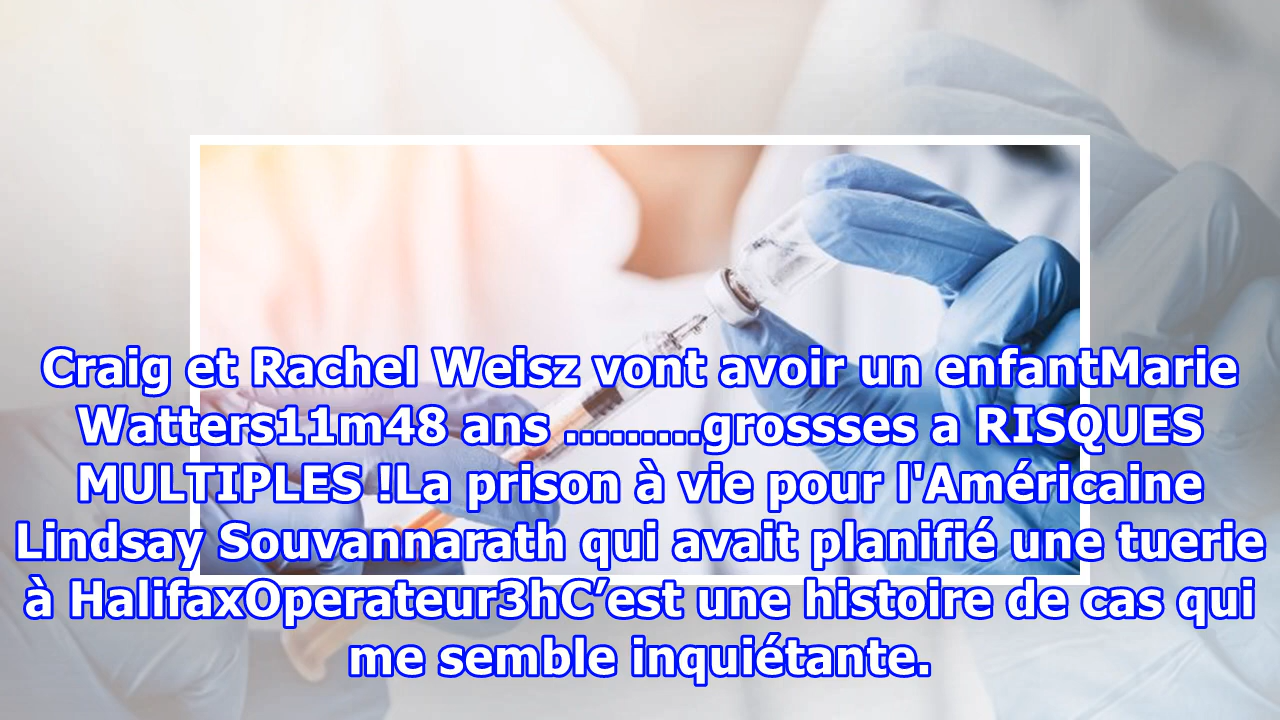 Craig et Rachel Weisz vont avoir un enfantMarie
Watters11m48 ans .........grossses a RISQUES
MULTIPLES !La prison à vie pour l'Américaine
Lindsay Souvannarath qui avait planifié une tuerie
à HalifaxOperateur3hC’est une histoire de cas qui
me semble inquiétante.